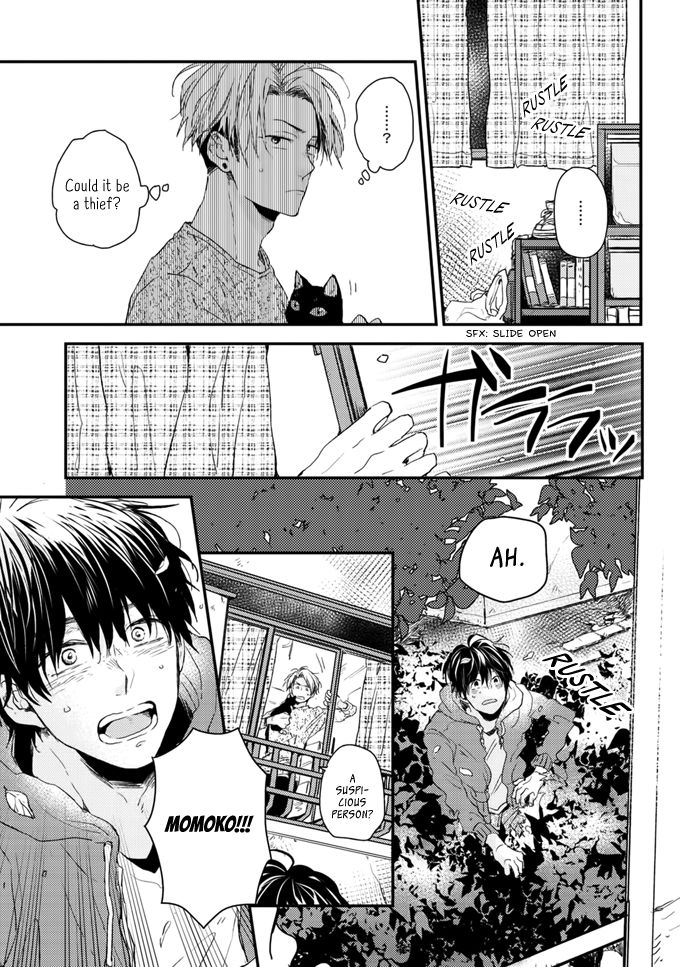 RUSTLE
RUSTLE
RUSTLE
RUSTLE
………
………?
Could it be
a thief?
SFX: SLIDE OPEN
ガララッ
AH.
RUSTLE
A
SUSPI-
CIOUS
PERSON?
MOMOKO!!!